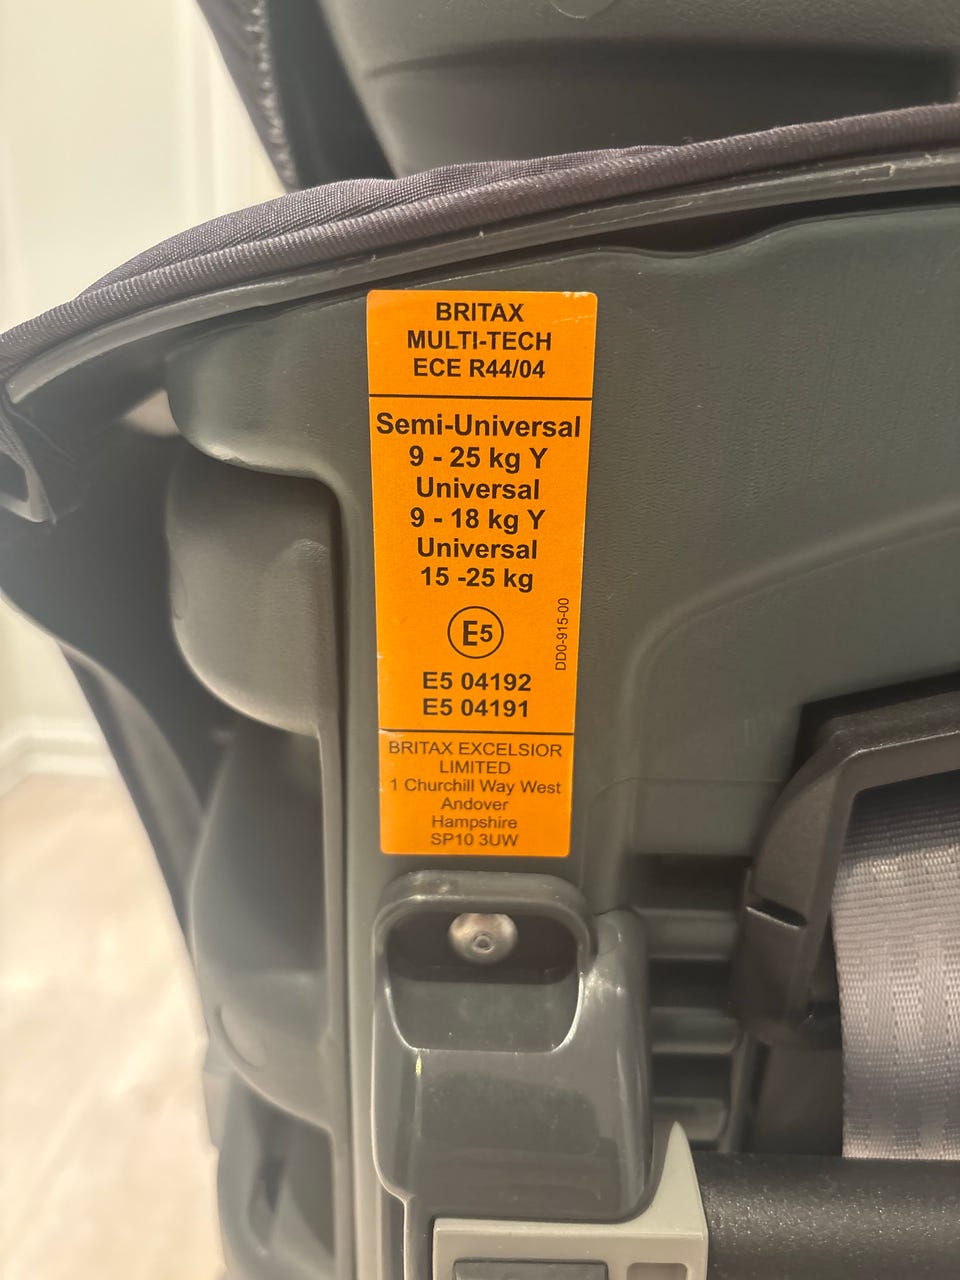 BRITAX
MULTI-TECH
ECE R44/04
Semi-Universal
9 - 25 kg Y
Universal
9 - 18 kg Y
Universal
15 -25 kg
E5
DD0-915-00
E5 04192
E5 04191
BRITAX EXCELSIOR
LIMITED
1 Churchill Way West
Andover
Hampshire
SP10 3UW